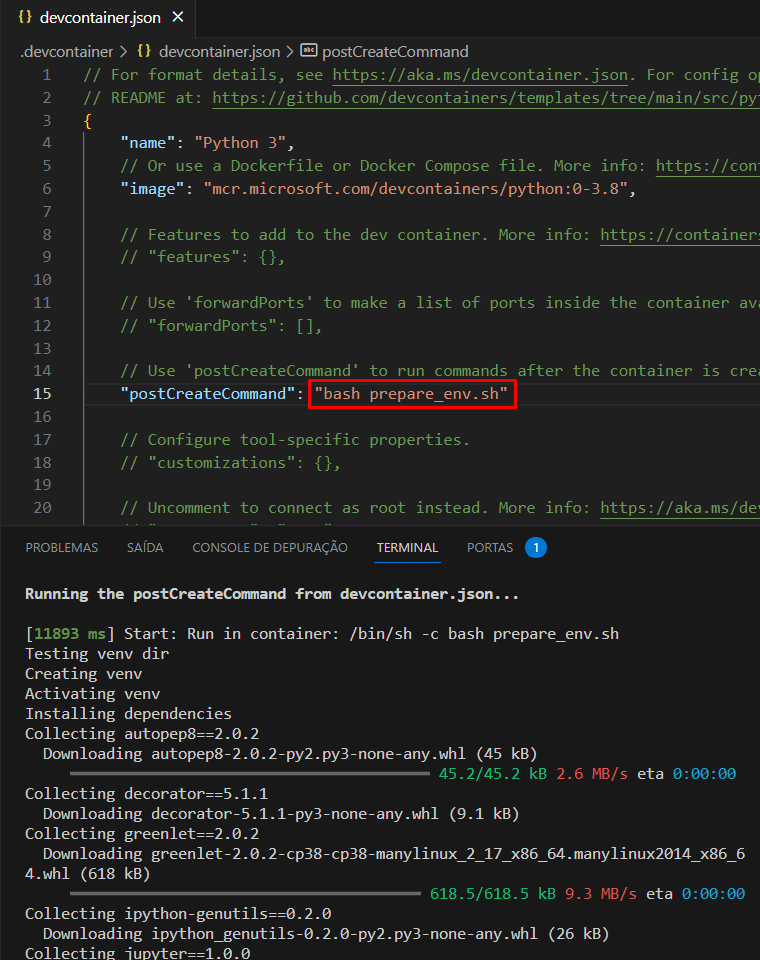 {} devcontainer.json ×
.devcontainer > {} devcontainer.json > abc postCreateCommand
1 // For format details, see https://aka.ms/devcontainer.json. For config op
2 // README at: https://github.com/devcontainers/templates/tree/main/src/pyt
3 {
4 "name": "Python 3",
5 // Or use a Dockerfile or Docker Compose file. More info: https://cont
6 "image": "mcr.microsoft.com/devcontainers/python:0-3.8",
7
8 // Features to add to the dev container. More info: https://containers
9 // "features": {},
10
11 // Use 'forwardPorts' to make a list of ports inside the container ava
12 // "forwardPorts": [],
13
14 // Use 'postCreateCommand' to run commands after the container is crea
15 "postCreateCommand": "bash prepare_env.sh"
16
17 // Configure tool-specific properties.
18 // "customizations": {},
19
20 // Uncomment to connect as root instead. More info: https://aka.ms/dev
PROBLEMAS SAÍDA CONSOLE DE DEPURAÇÃO TERMINAL PORTAS 1
Running the postCreateCommand from devcontainer.json...
[11893 ms] Start: Run in container: /bin/sh -c bash prepare_env.sh
Testing venv dir
Creating venv
Activating venv
Installing dependencies
Collecting autopep8==2.0.2
Downloading autopep8-2.0.2-py2.py3-none-any.whl (45 kB)
45.2/45.2 kB 2.6 MB/s eta 0:00:00
Collecting decorator==5.1.1
Downloading decorator-5.1.1-py3-none-any.whl (9.1 kB)
Collecting greenlet==2.0.2
Downloading greenlet-2.0.2-cp38-cp38-manylinux_2_17_x86_64.manylinux2014_x86_6
4.whl (618 kB)
618.5/618.5 kB 9.3 MB/s eta 0:00:00
Collecting ipython-genutils==0.2.0
Downloading ipython_genutils-0.2.0-py2.py3-none-any.whl (26 kB)
Collecting jupyter==1.0.0